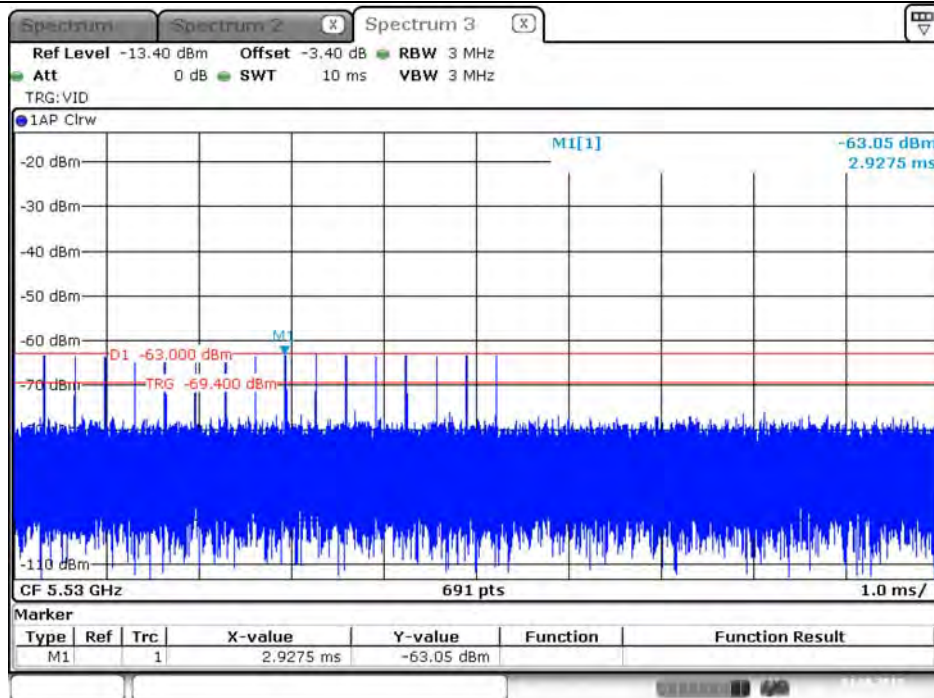 Spectrum Spectrum 2 X Spectrum 3 X
Ref Level -13.40 dBm Offset -3.40 dB RBW 3 MHz
Att 0 dB SWT 10 ms VBW 3 MHz
TRG:VID
1AP Clrw
M1[1] -63.05 dBm
2.9275 ms
-20 dBm
-30 dBm
-40 dBm
-50 dBm
M1
-60 dBm
D1 -63.000 dBm
-70 dBm
TRG -69.400 dBm
-110 dBm
CF 5.53 GHz 691 pts 1.0 ms/
Marker
Type Ref Trc X-value Y-value Function Function Result
M1 1 2.9275 ms -63.05 dBm